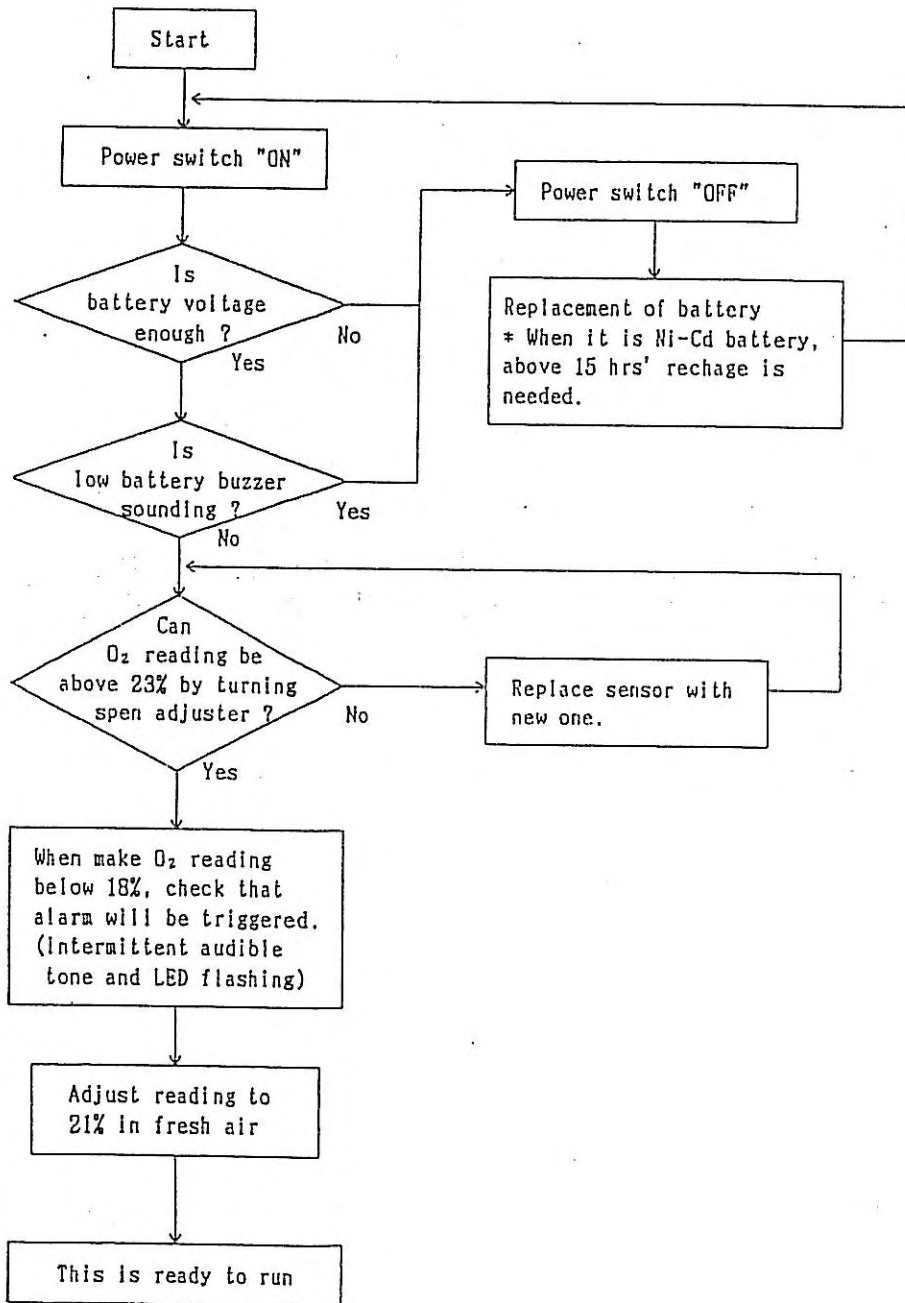 Start
Power switch "ON"
Power switch "OFF"
Is
battery voltage
enough ?
No
Yes
Replacement of battery
* When it is Ni-Cd battery,
above 15 hrs' rechage is
needed.
Is
low battery buzzer
sounding ?
Yes
No
Can
O₂ reading be
above 23% by turning
spen adjuster ?
No
Yes
Replace sensor with
new one.
When make O₂ reading
below 18%, check that
alarm will be triggered.
(intermittent audible
tone and LED flashing)
Adjust reading to
21% in fresh air
This is ready to run